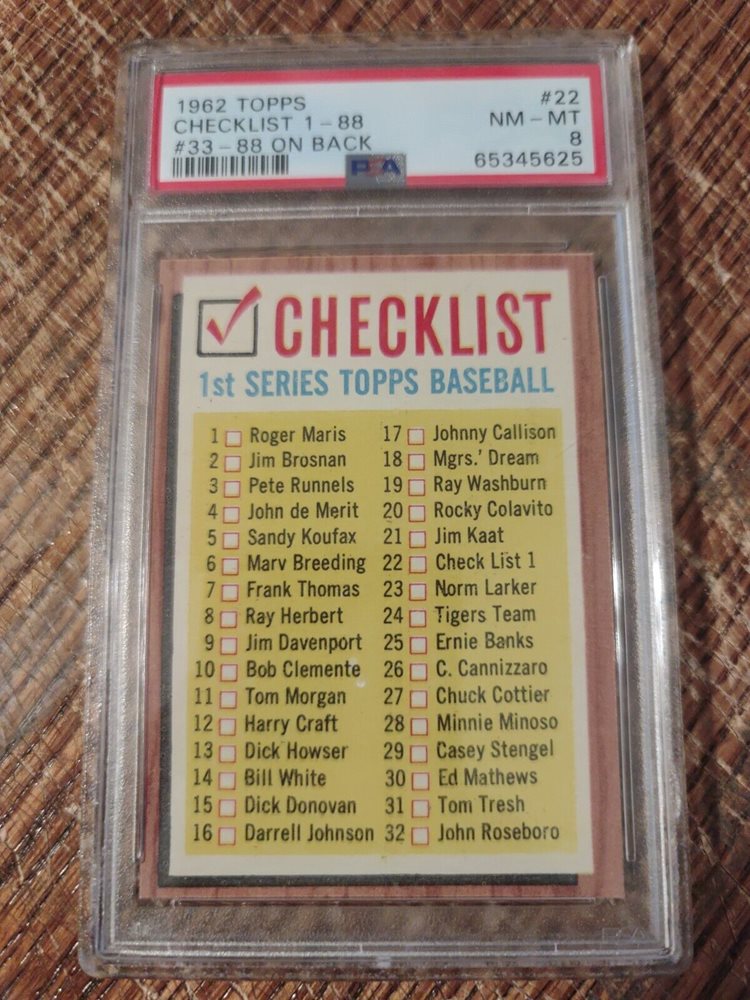 1962 TOPPS #22
CHECKLIST 1-88 NM-MT
#33-88 ON BACK 8
PSA 65345625
CHECKLIST
1st SERIES TOPPS BASEBALL
1 Roger Maris 17 Johnny Callison
2 Jim Brosnan 18 Mgrs.' Dream
3 Pete Runnels 19 Ray Washburn
4 John de Merit 20 Rocky Colavito
5 Sandy Koufax 21 Jim Kaat
6 Marv Breeding 22 Check List 1
7 Frank Thomas 23 Norm Larker
8 Ray Herbert 24 Tigers Team
9 Jim Davenport 25 Ernie Banks
10 Bob Clemente 26 C. Cannizzaro
11 Tom Morgan 27 Chuck Cottier
12 Harry Craft 28 Minnie Minoso
13 Dick Howser 29 Casey Stengel
14 Bill White 30 Ed Mathews
15 Dick Donovan 31 Tom Tresh
16 Darrell Johnson 32 John Roseboro
PSA